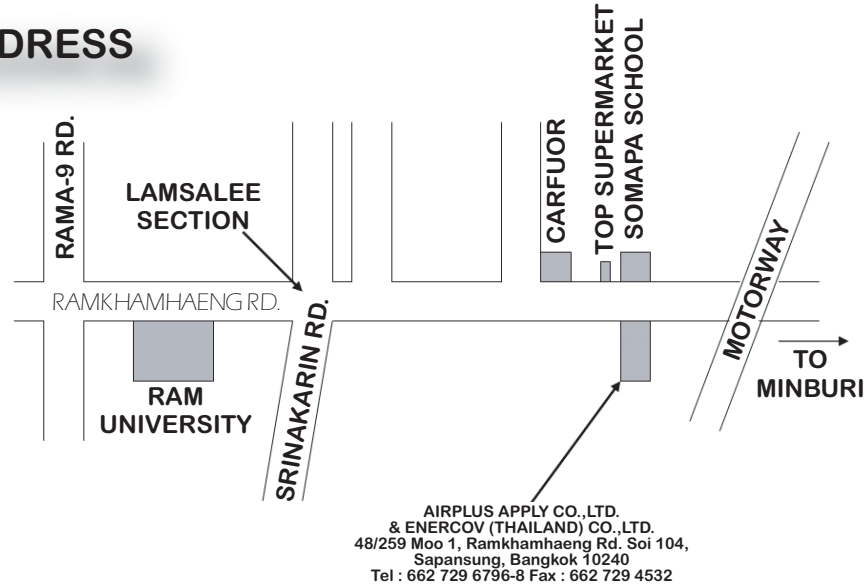 DRESS
RAMA-9 RD.
LAMSALEE
SECTION
CARFUOR
TOP SUPERMARKET
SOMAPA SCHOOL
RAMKHAMHAENG RD.
SRINAKARIN RD.
MOTORWAY
TO
MINBURI
RAM
UNIVERSITY
AIRPLUS APPLY CO.,LTD.
& ENERCOV (THAILAND) CO.,LTD.
48/259 Moo 1, Ramkhamhaeng Rd. Soi 104,
Sapansung, Bangkok 10240
Tel : 662 729 6796-8 Fax : 662 729 4532